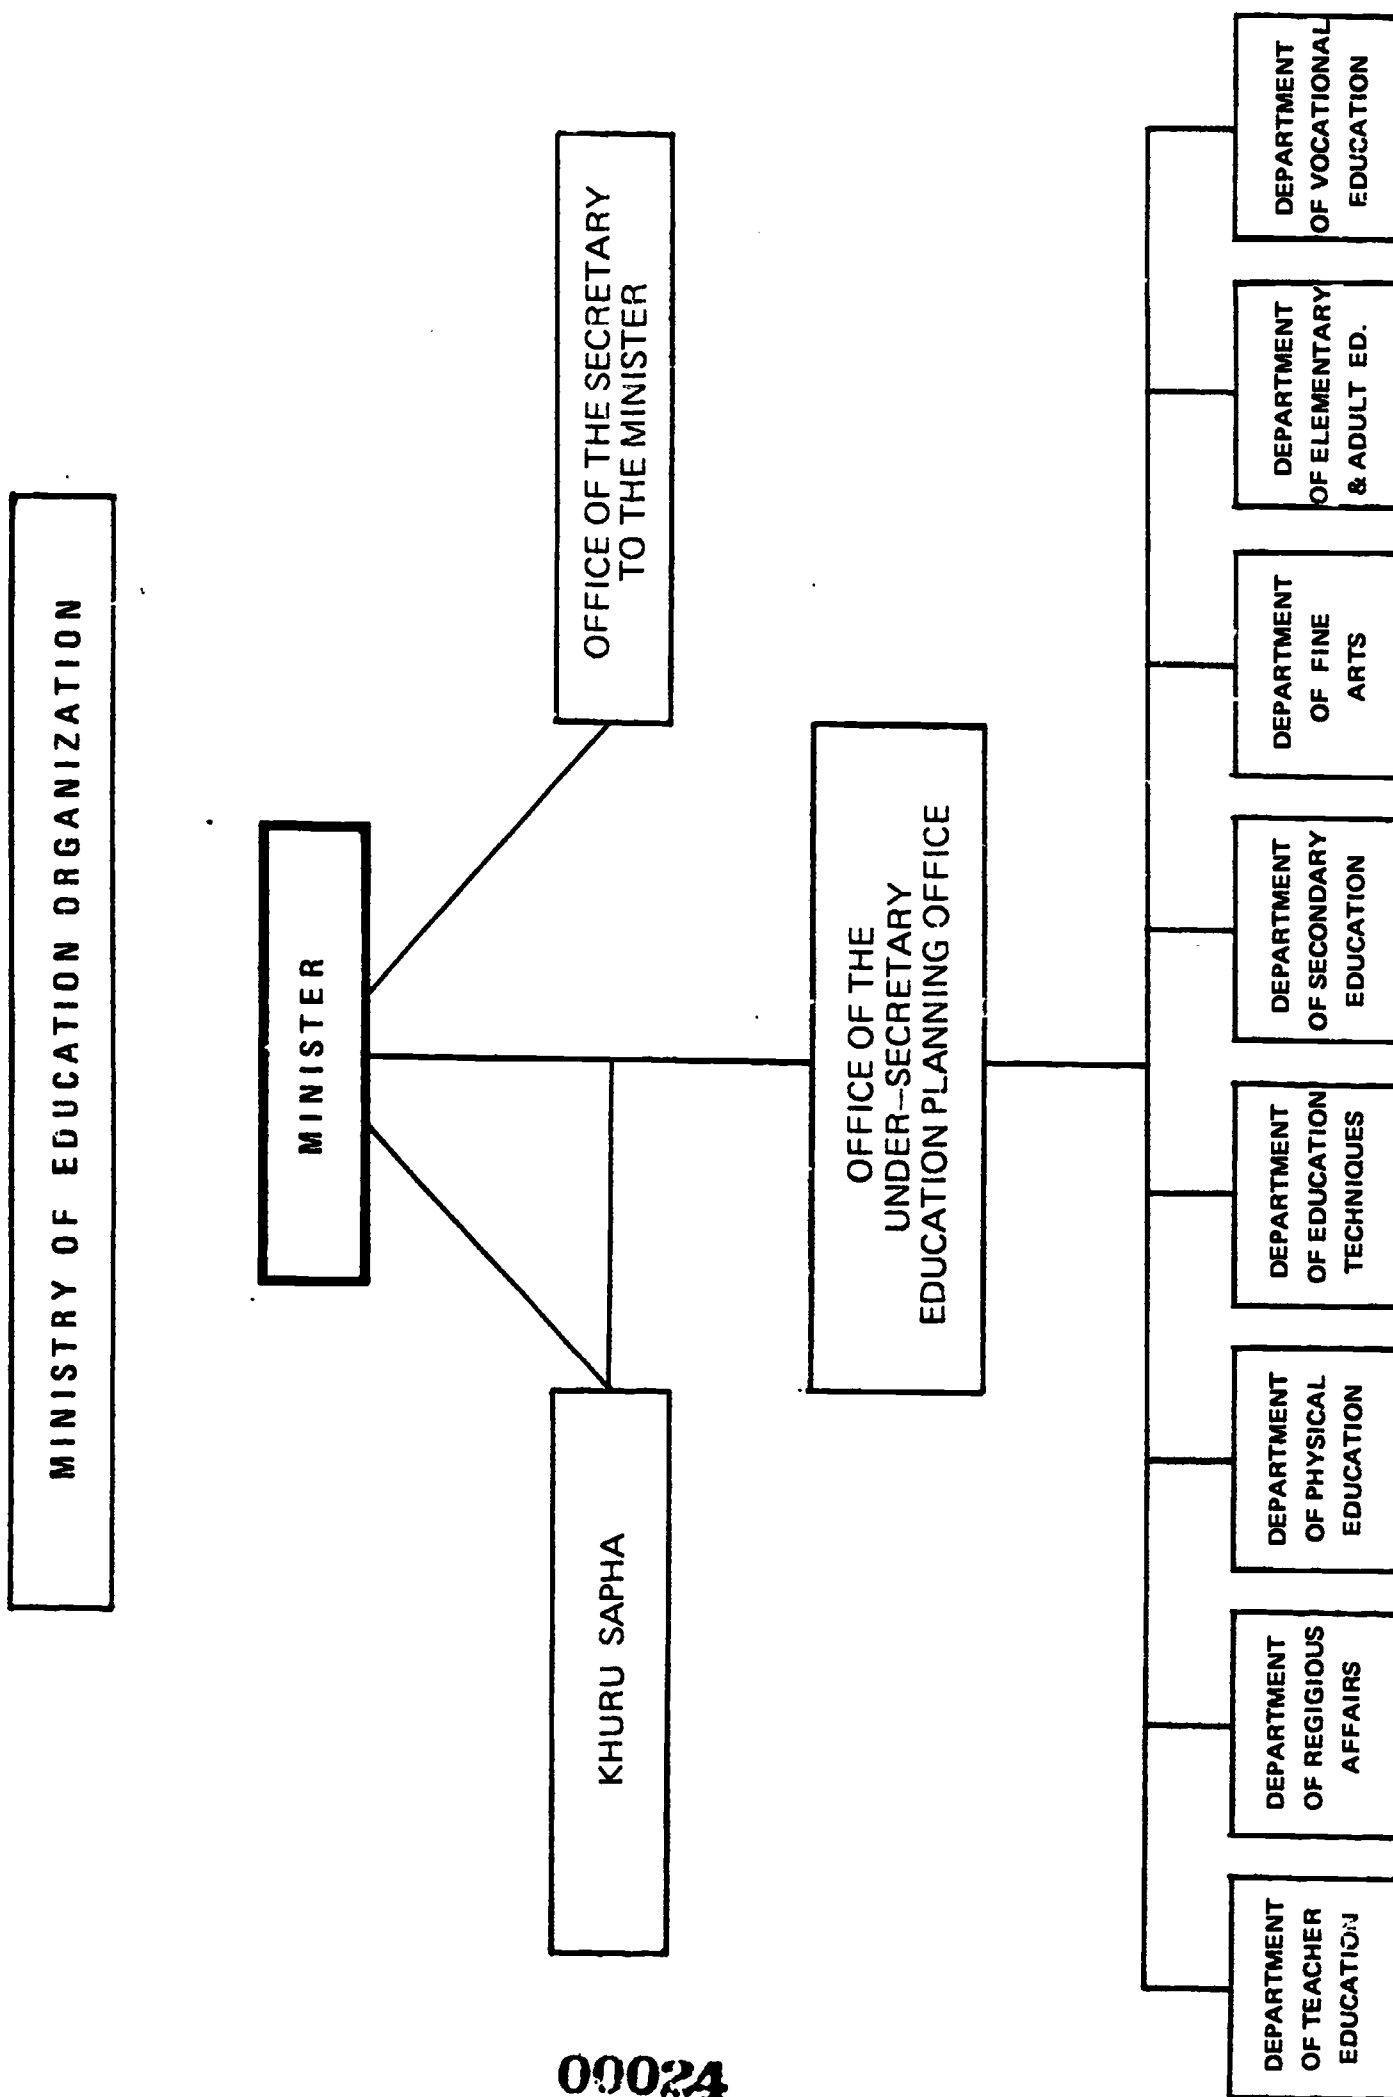 MINISTRY OF EDUCATION ORGANIZATION
MINISTER
KHURU SAPHA
OFFICE OF THE SECRETARY
TO THE MINISTER
OFFICE OF THE
UNDER-SECRETARY
EDUCATION PLANNING OFFICE
DEPARTMENT
OF TEACHER
EDUCATION
DEPARTMENT
OF REGIGIOUS
AFFAIRS
DEPARTMENT
OF PHYSICAL
EDUCATION
DEPARTMENT
OF EDUCATION
TECHNIQUES
DEPARTMENT
OF SECONDARY
EDUCATION
DEPARTMENT
OF FINE
ARTS
DEPARTMENT
OF ELEMENTARY
& ADULT ED.
DEPARTMENT
OF VOCATIONAL
EDUCATION
00024